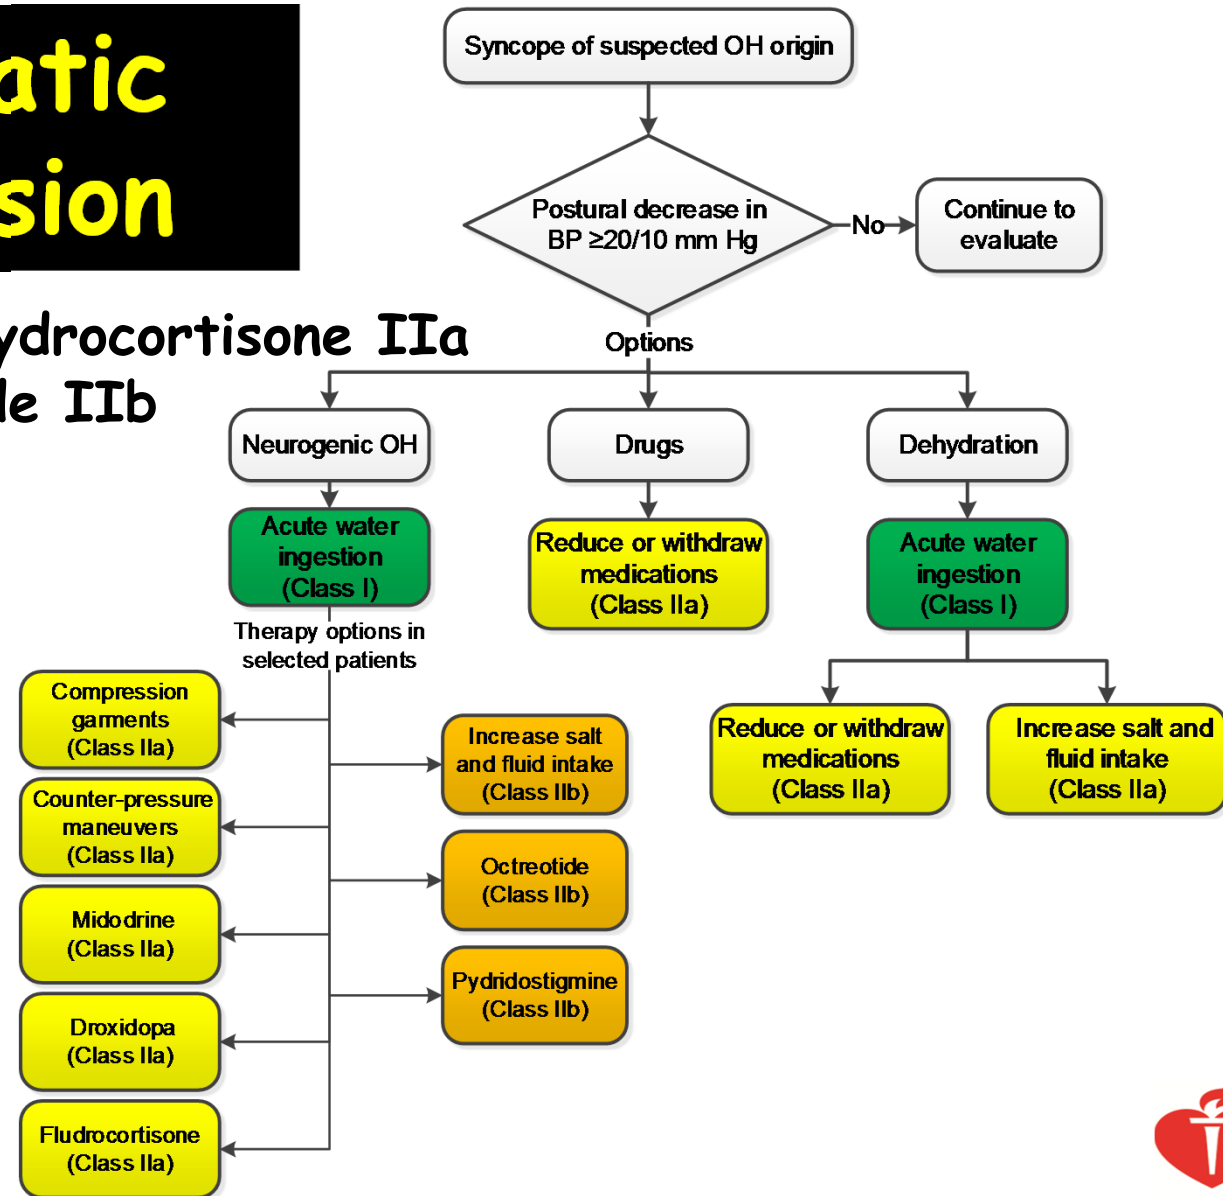 atic
sion
ydrocortisone IIa
le IIb
Syncope of suspected OH origin
Postural decrease in
BP ≥20/10 mm Hg
No
Continue to
evaluate
Options
Neurogenic OH
Drugs
Dehydration
Acute water
ingestion
(Class I)
Reduce or withdraw
medications
(Class IIa)
Acute water
ingestion
(Class I)
Therapy options in
selected patients
Reduce or withdraw
medications
(Class IIa)
Increase salt and
fluid intake
(Class IIa)
Compression
garments
(Class IIa)
Counter-pressure
maneuvers
(Class IIa)
Midodrine
(Class IIa)
Droxidopa
(Class IIa)
Fludrocortisone
(Class IIa)
Increase salt
and fluid intake
(Class IIb)
Octreotide
(Class IIb)
Pydridostigmine
(Class IIb)